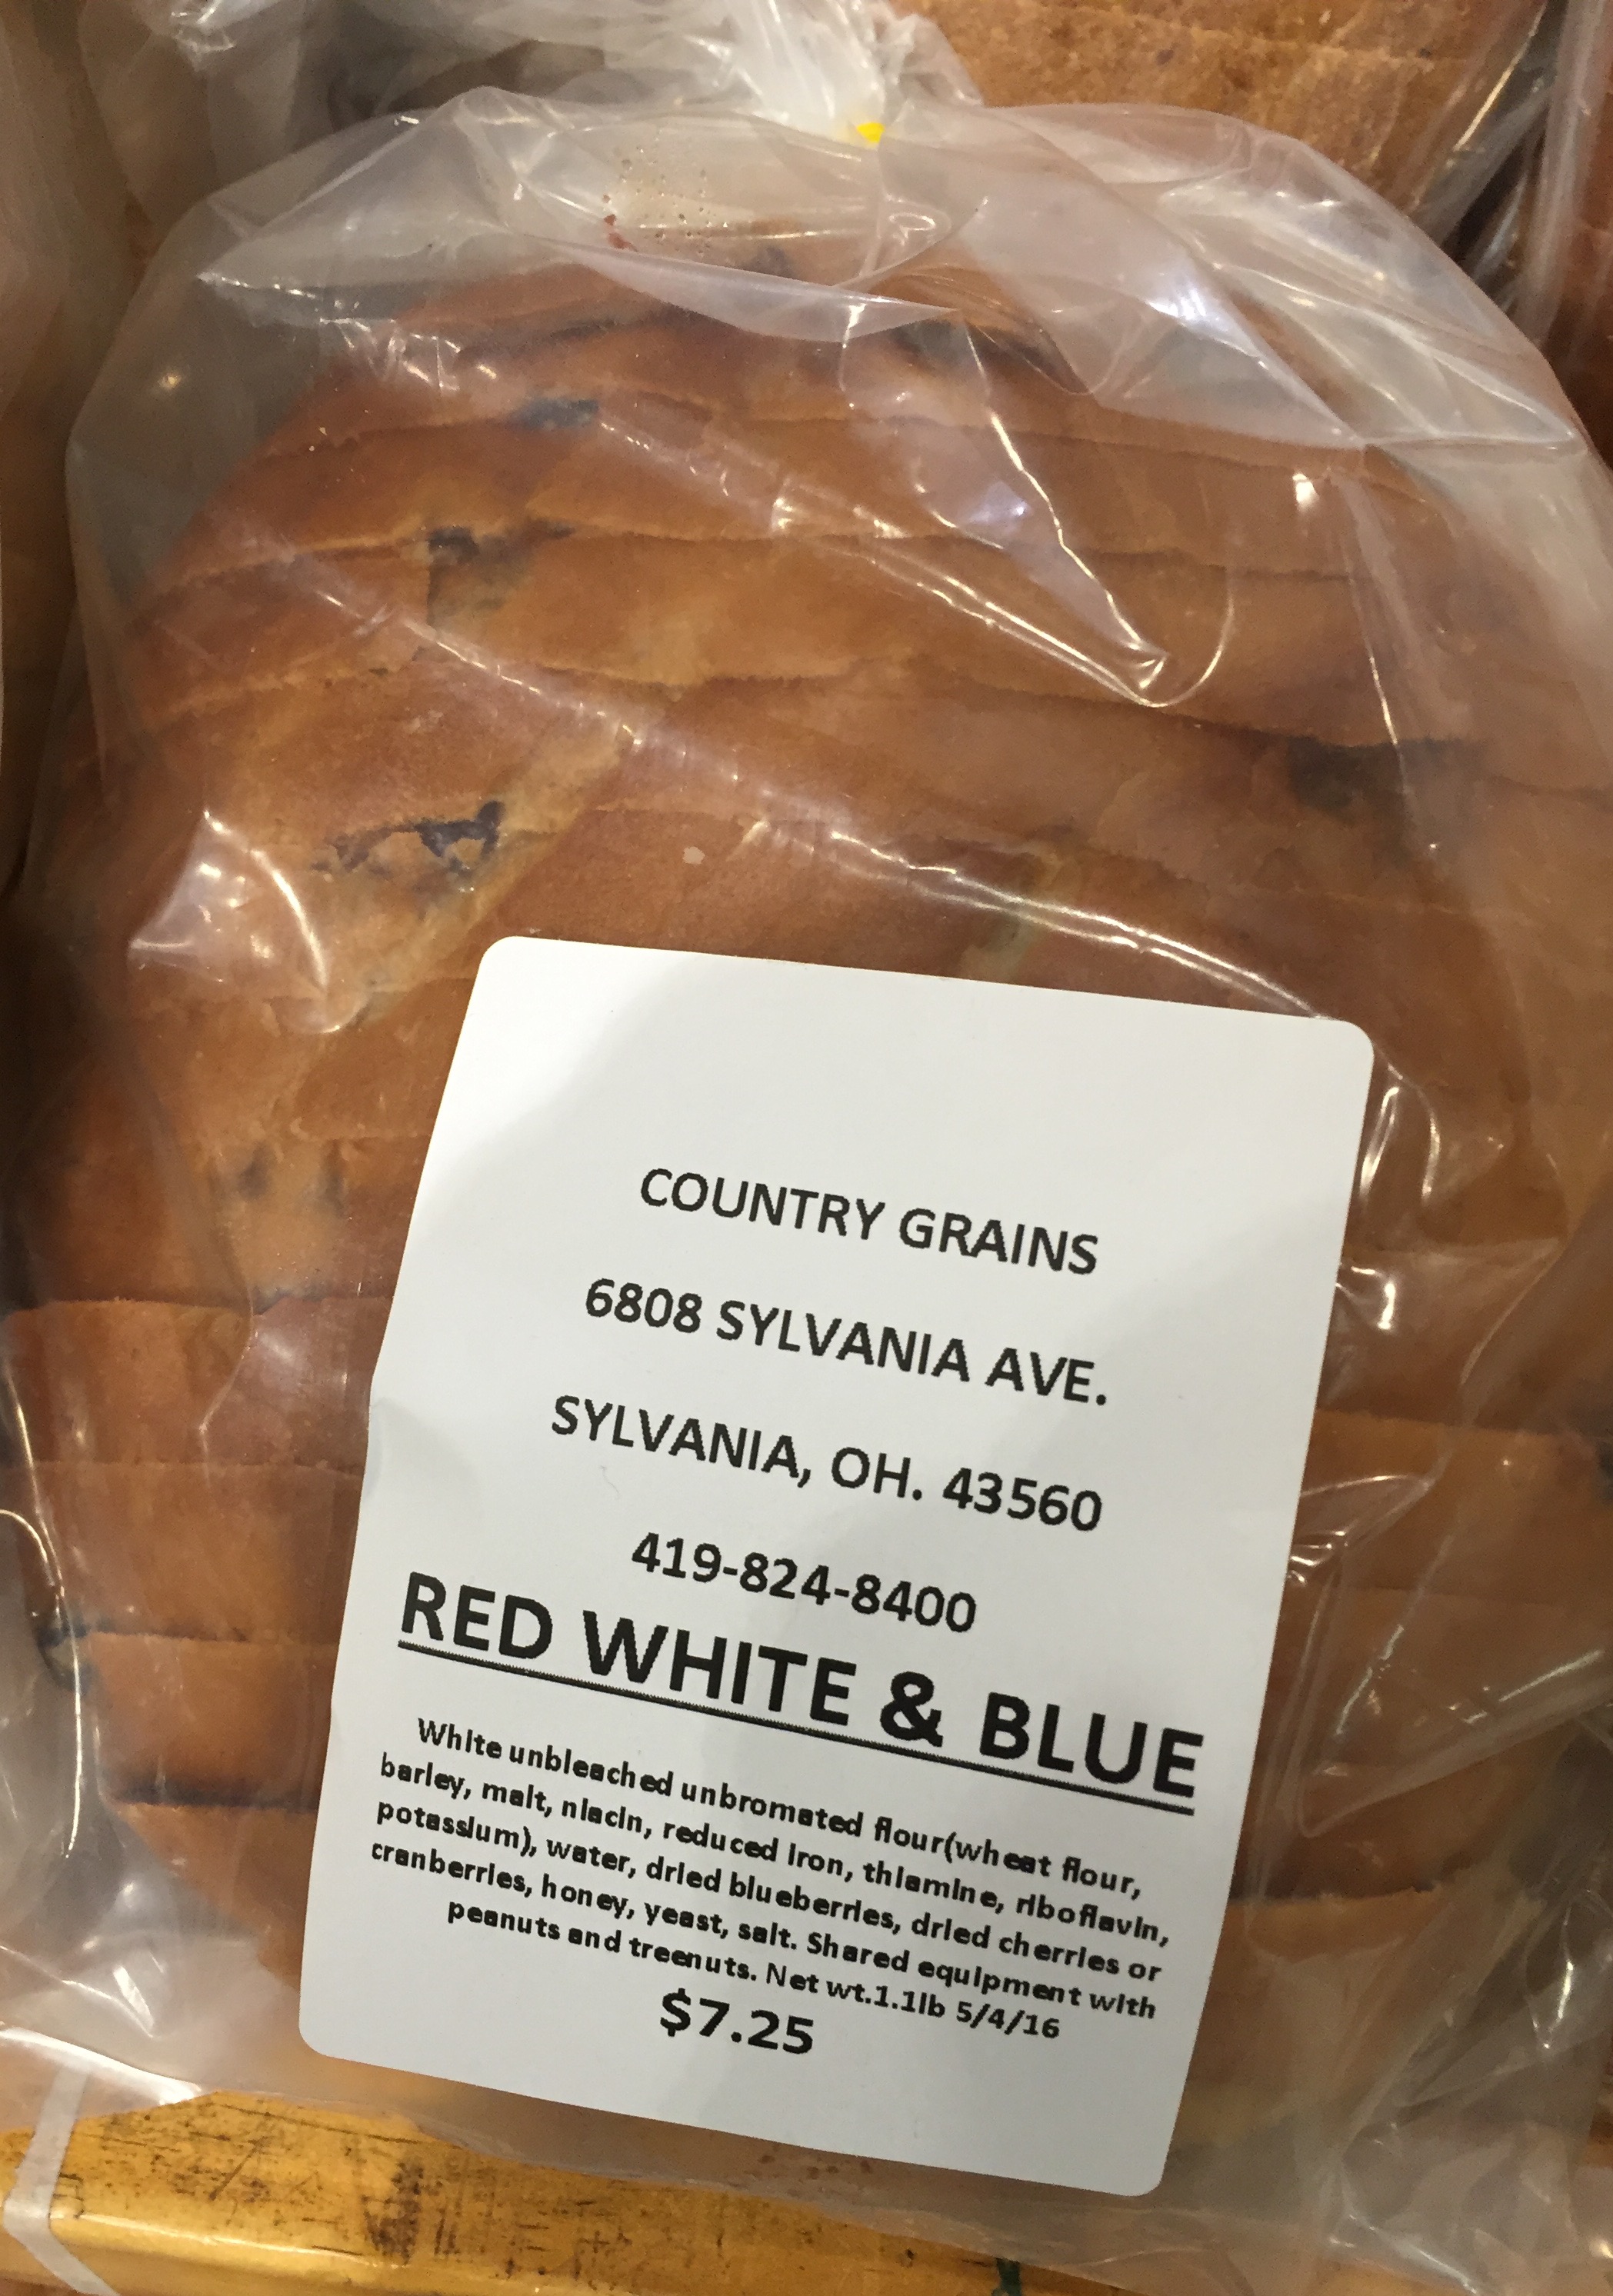 COUNTRY GRAINS
6808 SYLVANIA AVE.
SYLVANIA, OH. 43560
419-824-8400
RED WHITE & BLUE
White unbleached unbromated flour(wheat flour,
barley, malt, niacin, reduced iron, thiamine, riboflavin,
potassium), water, dried blueberries, dried cherries or
cranberries, honey, yeast, salt. Shared equipment with
peanuts and treenuts. Net wt.1.1lb 5/4/16
$7.25